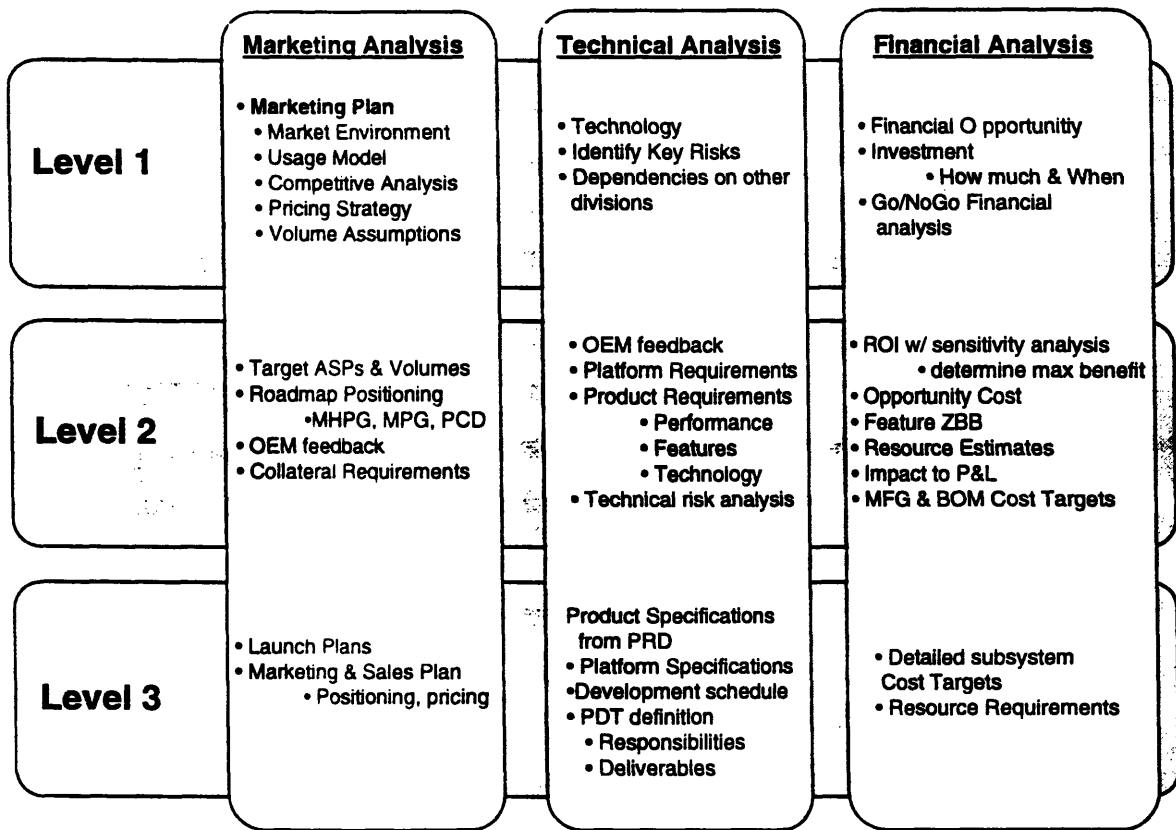 Marketing Analysis
Technical Analysis
Financial Analysis
Level 1
• Marketing Plan
• Market Environment
• Usage Model
• Competitive Analysis
• Pricing Strategy
• Volume Assumptions
• Technology
• Identify Key Risks
• Dependencies on other
divisions
• Financial O pportunitiy
• Investment
• How much & When
• Go/NoGo Financial
analysis
Level 2
• Target ASPs & Volumes
• Roadmap Positioning
•MHPG, MPG, PCD
• OEM feedback
• Collateral Requirements
• OEM feedback
• Platform Requirements
• Product Requirements
• Performance
• Features
• Technology
• Technical risk analysis
• ROI w/ sensitivity analysis
• determine max benefit
• Opportunity Cost
• Feature ZBB
• Resource Estimates
• Impact to P&L
• MFG & BOM Cost Targets
Level 3
• Launch Plans
• Marketing & Sales Plan
• Positioning, pricing
Product Specifications
from PRD
• Platform Specifications
•Development schedule
• PDT definition
• Responsibilities
• Deliverables
• Detailed subsystem
Cost Targets
• Resource Requirements